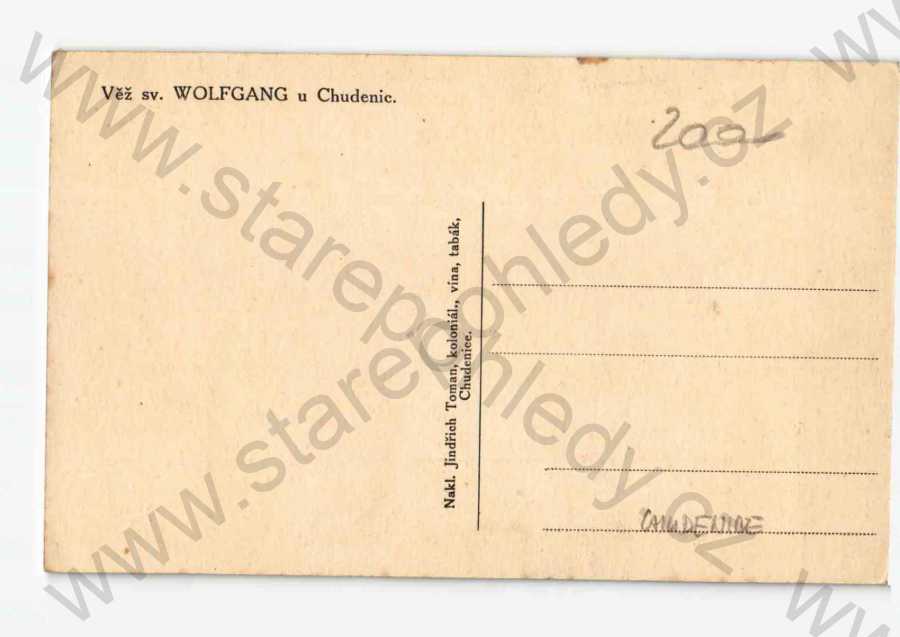 Věž sv. WOLFGANG u Chudenic.
200
Nakl. Jindřich Toman, koloniál., vína, tabák,
Chudenice.
CHUDENICE
www.starepohledy.cz
www.starepohledy.cz